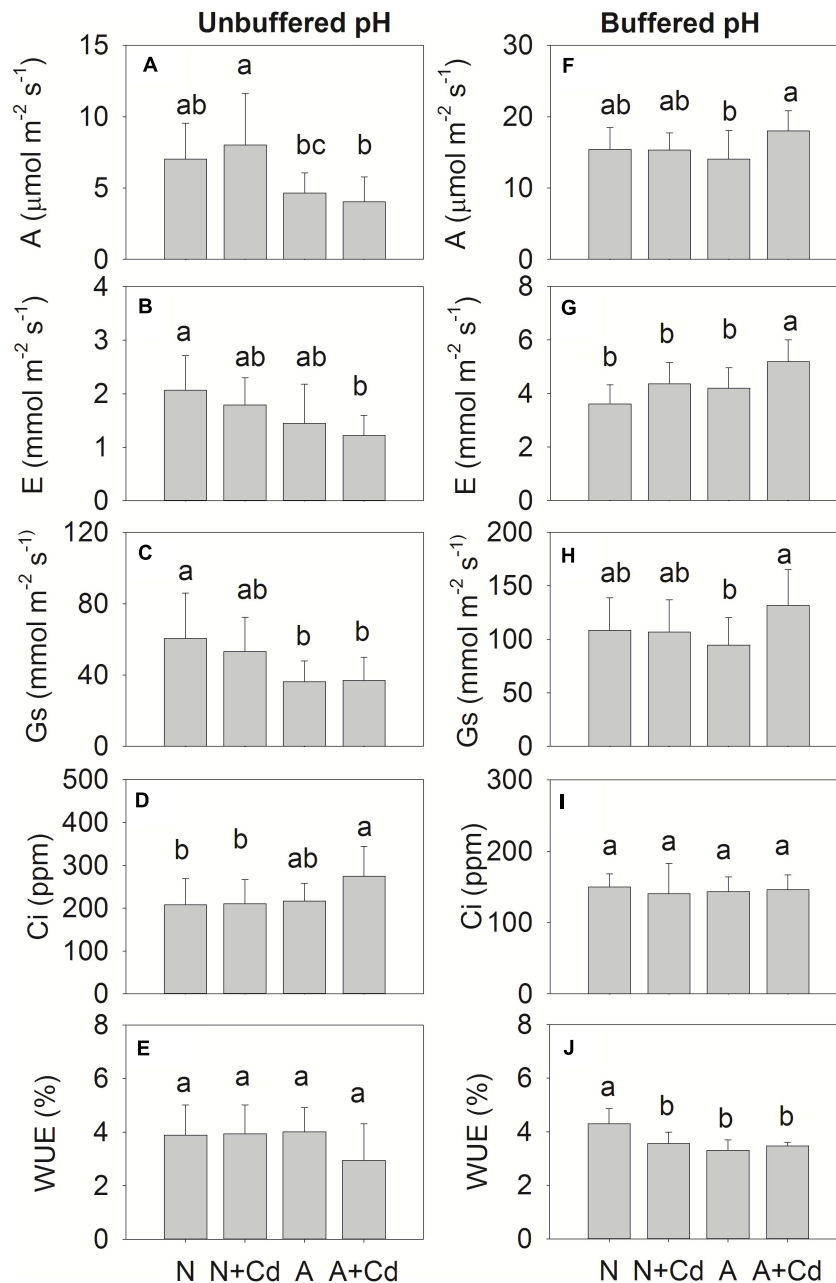 Unbuffered pH
Buffered pH
A
A (μmol m-2 s-1)
15
10
5
0
ab
a
bc
b
F
A (μmol m-2 s-1)
30
20
10
0
ab
ab
b
a
B
E (mmol m-2 s-1)
4
3
2
1
0
a
ab
ab
b
G
E (mmol m-2 s-1)
8
6
4
2
0
b
b
b
a
C
Gs (mmol m-2 s-1)
120
80
40
0
a
ab
b
b
H
Gs (mmol m-2 s-1)
200
150
100
50
0
ab
ab
b
a
D
Ci (ppm)
500
400
300
200
100
0
b
b
ab
a
I
Ci (ppm)
300
200
100
0
a
a
a
a
E
WUE (%)
8
6
4
2
0
a
a
a
a
J
WUE (%)
8
6
4
2
0
a
b
b
b
N N+Cd A A+Cd
N N+Cd A A+Cd